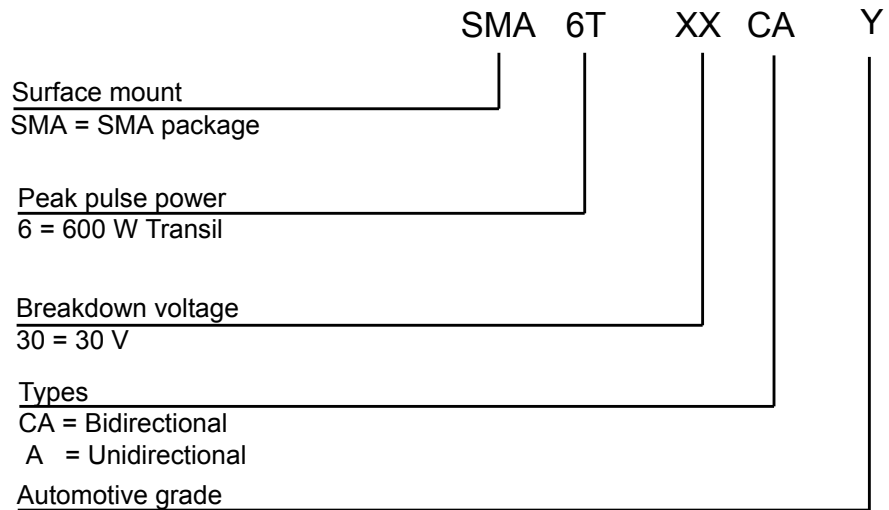 SMA 6T XX CA Y
Surface mount
SMA = SMA package
Peak pulse power
6 = 600 W Transil
Breakdown voltage
30 = 30 V
Types
CA = Bidirectional
A = Unidirectional
Automotive grade